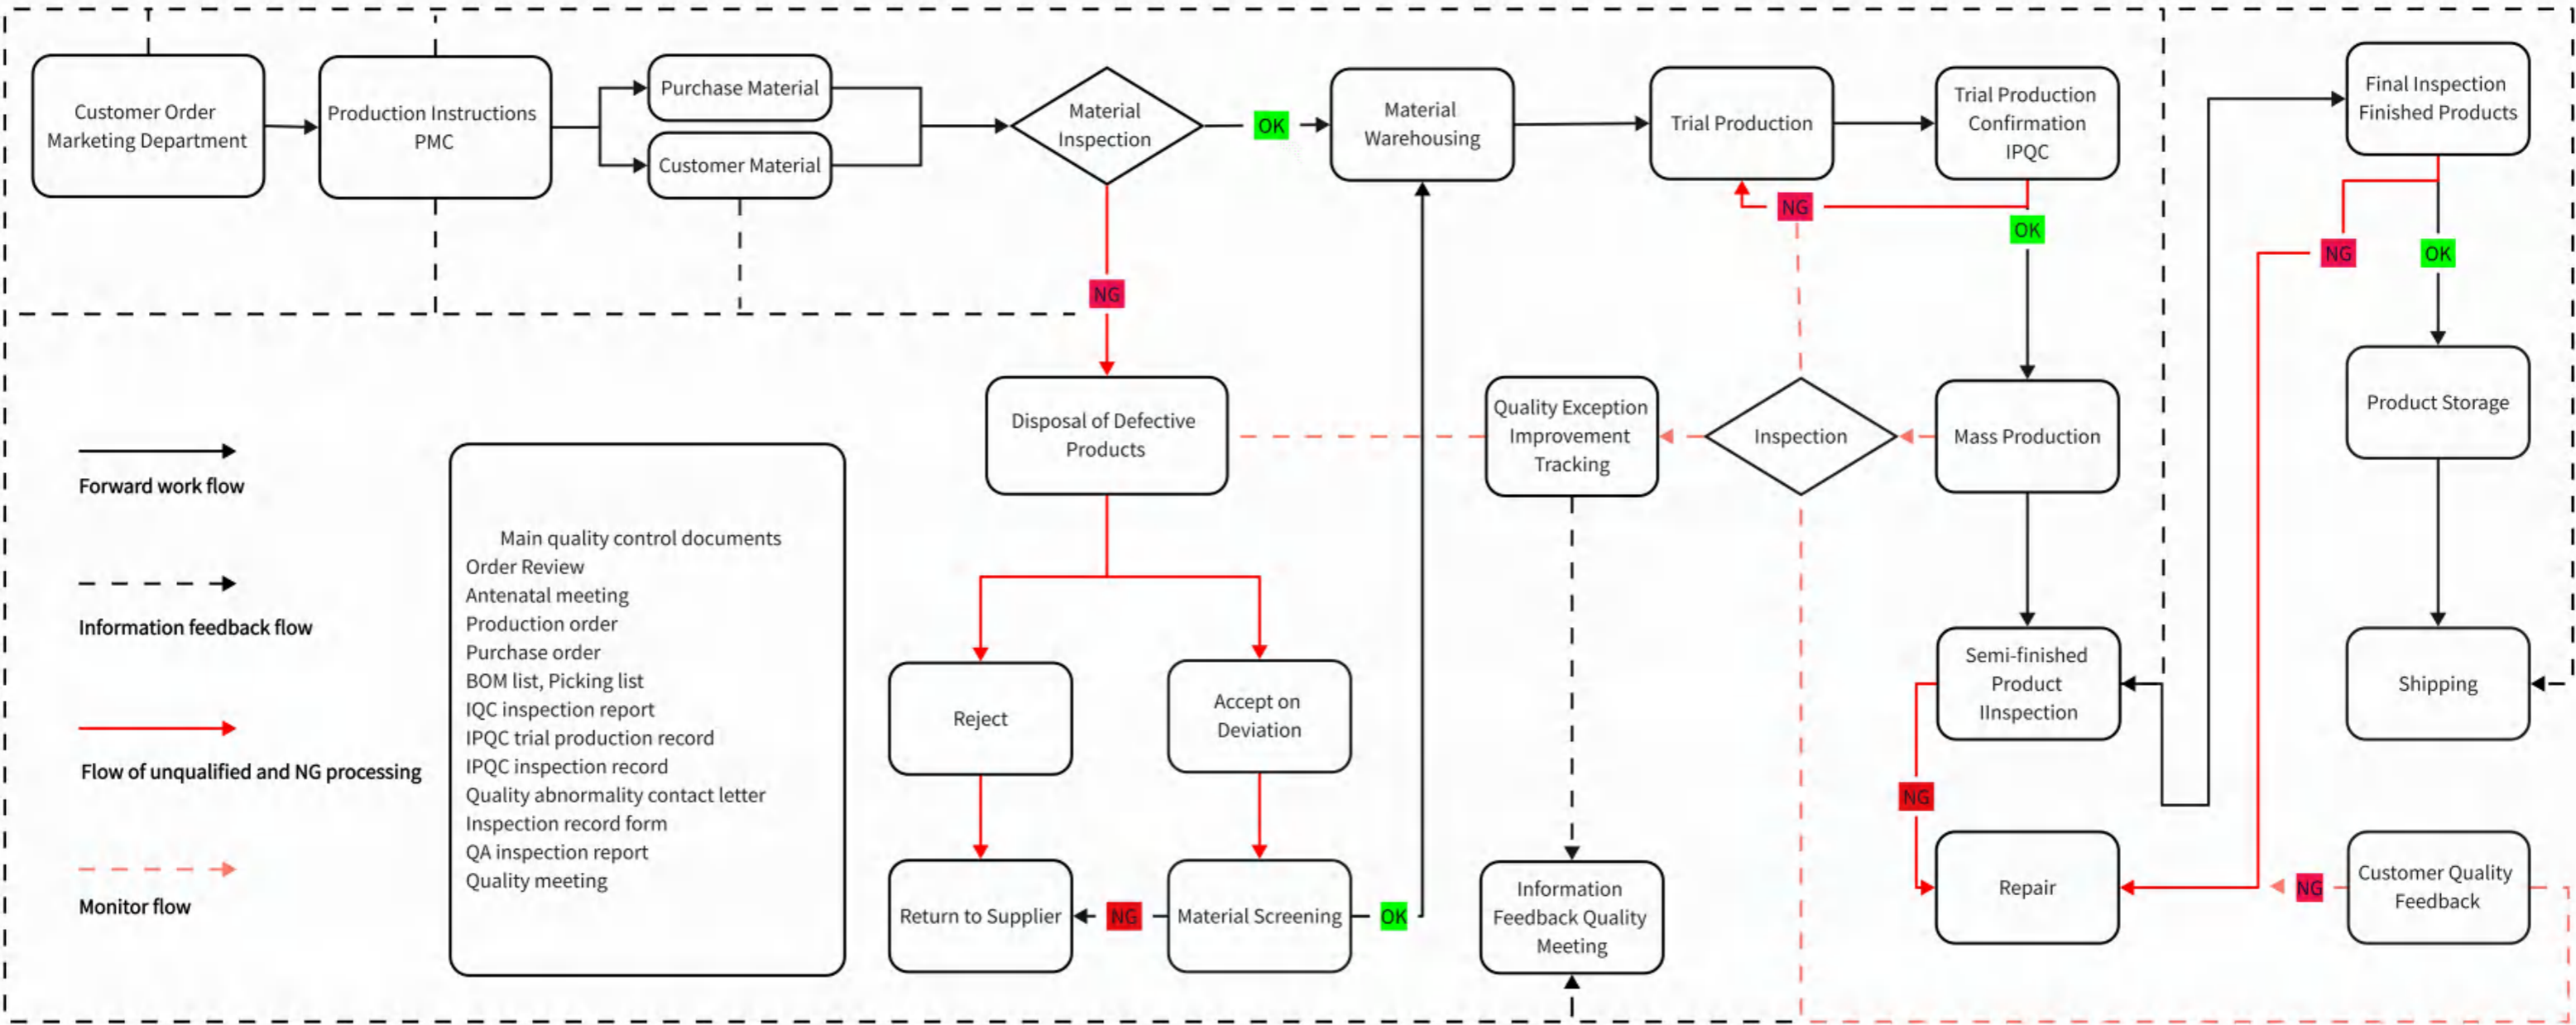 Customer Order
Marketing Department
Production Instructions
PMC
Purchase Material
Customer Material
Material
Inspection
OK
Material
Warehousing
Trial Production
Trial Production
Confirmation
IPQC
Final Inspection
Finished Products
NG
OK
NG
OK
NG
Disposal of Defective
Products
Quality Exception
Improvement
Tracking
Inspection
Mass Production
Product Storage
Forward work flow
Information feedback flow
Flow of unqualified and NG processing
Monitor flow
Main quality control documents
Order Review
Antenatal meeting
Production order
Purchase order
BOM list, Picking list
IQC inspection report
IPQC trial production record
IPQC inspection record
Quality abnormality contact letter
Inspection record form
QA inspection report
Quality meeting
Reject
Accept on
Deviation
Semi-finished
Product
IInspection
Shipping
NG
Return to Supplier
NG
Material Screening
OK
Information
Feedback Quality
Meeting
Repair
NG
Customer Quality
Feedback